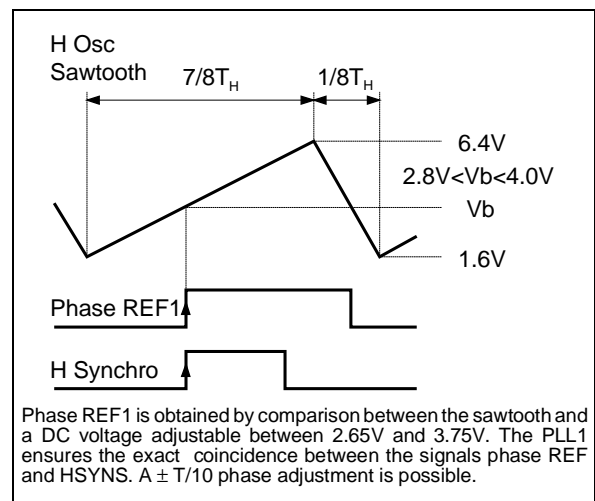 H Osc
Sawtooth
7/8T_H
1/8T_H
6.4V
2.8V<Vb<4.0V
Vb
1.6V
Phase REF1
H Synchro
Phase REF1 is obtained by comparison between the sawtooth and
a DC voltage adjustable between 2.65V and 3.75V. The PLL1
ensures the exact coincidence between the signals phase REF
and HSYNS. A ± T/10 phase adjustment is possible.